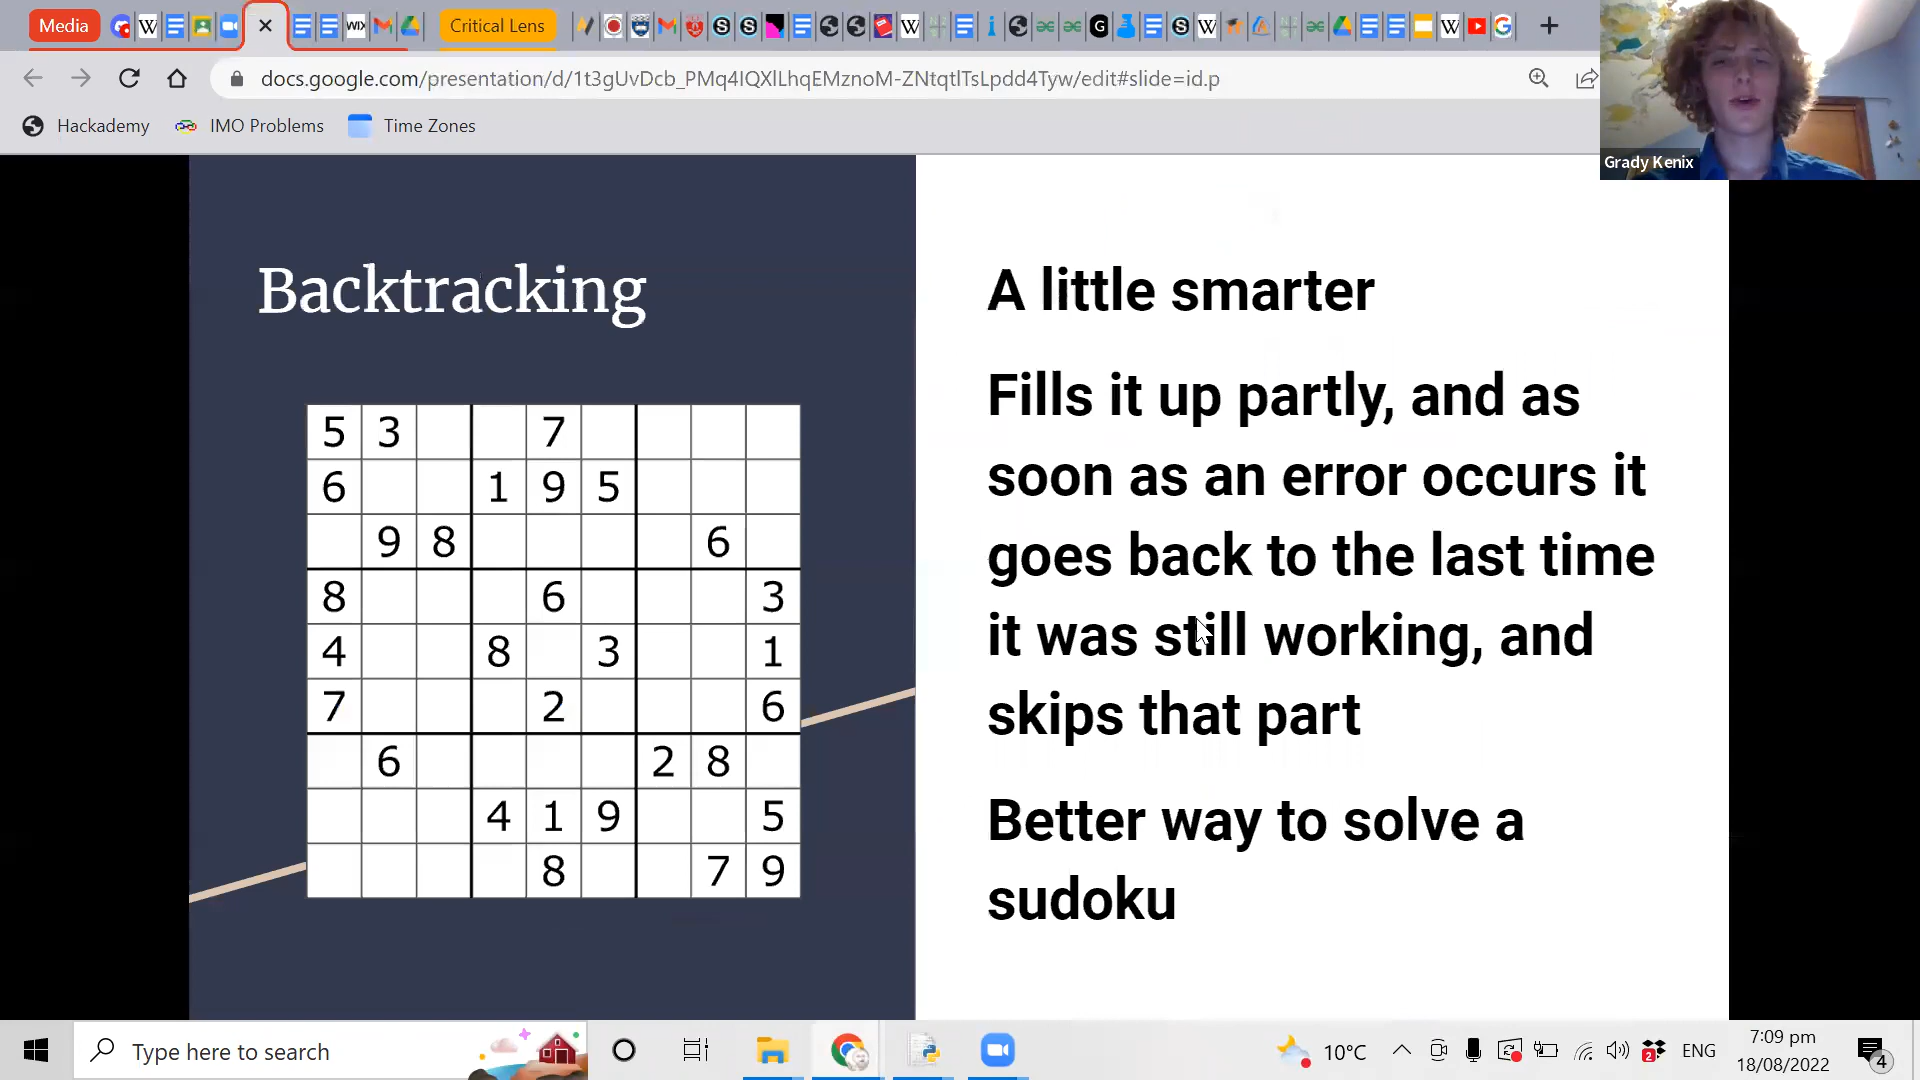 Media
Critical Lens
docs.google.com/presentation/d/1t3gUvDcb_PMq4IQXlLhqEMznoM-ZNtqtlTsLpdd4Tyw/edit#slide=id.p
Hackademy IMO Problems Time Zones
Grady Kenix
Backtracking
5 3 7
6 1 9 5
9 8 6
8 6 3
4 8 3 1
7 2 6
6 2 8
4 1 9 5
8 7 9
A little smarter
Fills it up partly, and as
soon as an error occurs it
goes back to the last time
it was still working, and
skips that part
Better way to solve a
sudoku
Type here to search
10°C
2
ENG
7:09 pm
18/08/2022
4